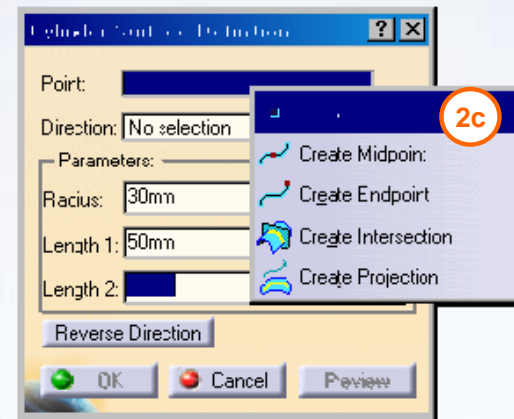 ? X
Point:
2c
Direction: No selection
Create Midpoint
Parameters:
Create Endpoint
Radius: 30mm
Create Intersection
Length 1: 50mm
Create Projection
Length 2:
Reverse Direction
OK Cancel Preview